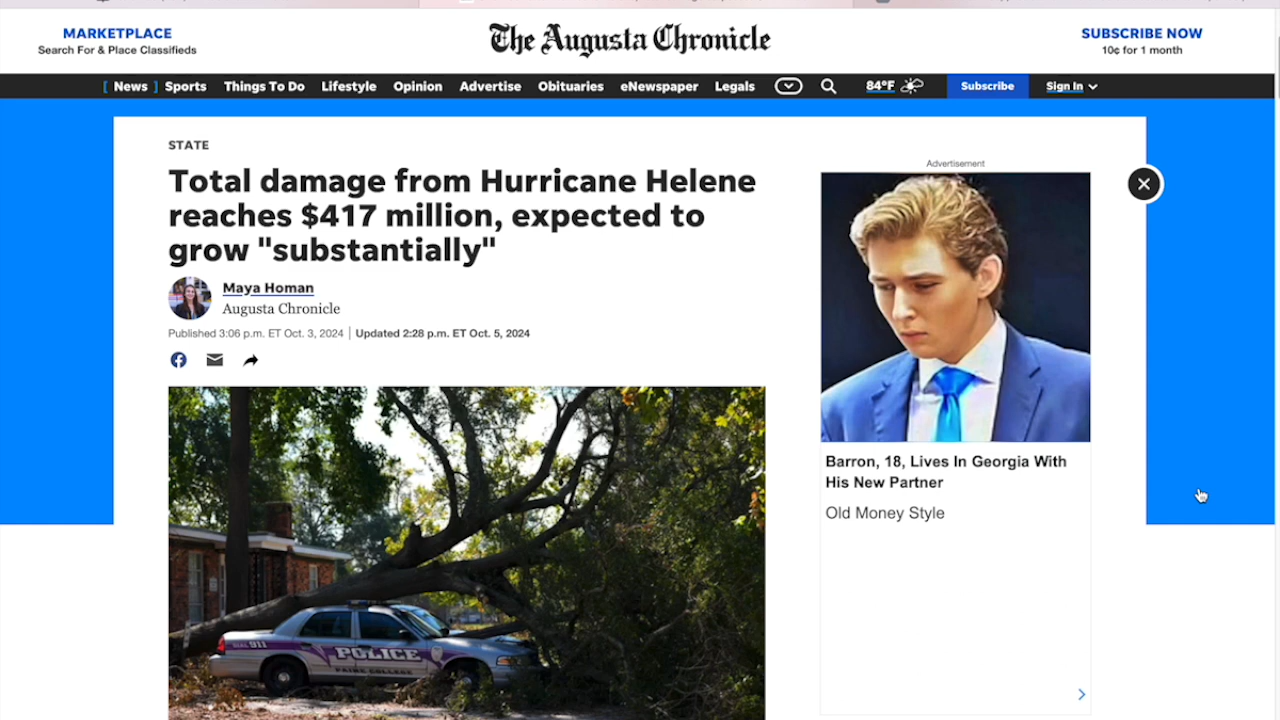 MARKETPLACE
Search For & Place Classifieds
The Augusta Chronicle
SUBSCRIBE NOW
10¢ for 1 month
[ News ] Sports Things To Do Lifestyle Opinion Advertise Obituaries eNewspaper Legals 84°F Subscribe Sign In
STATE
Total damage from Hurricane Helene
reaches $417 million, expected to
grow "substantially"
Maya Homan
Augusta Chronicle
Published 3:06 p.m. ET Oct. 3, 2024 | Updated 2:28 p.m. ET Oct. 5, 2024
Advertisement
Barron, 18, Lives In Georgia With
His New Partner
Old Money Style
911
POLICE
PAINE COLLEGE